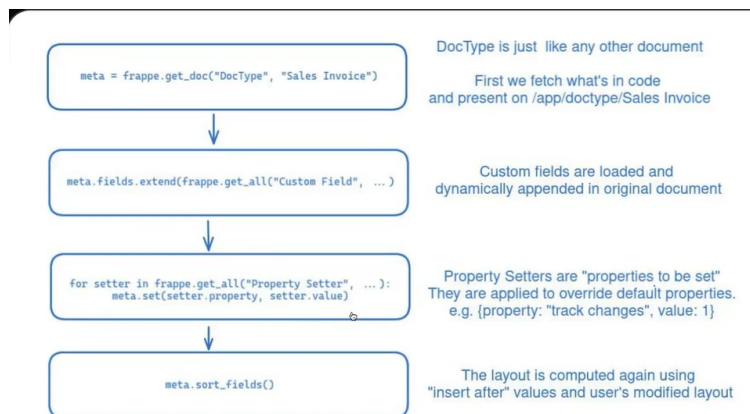 DocType is just like any other document
meta = frappe.get_doc("DocType", "Sales Invoice")
First we fetch what's in code
and present on /app/doctype/Sales Invoice
meta.fields.extend(frappe.get_all("Custom Field", ...)
Custom fields are loaded and
dynamically appended in original document
for setter in frappe.get_all("Property Setter", ...):
meta.set(setter.property, setter.value)
Property Setters are "properties to be set"
They are applied to override default properties.
e.g. {property: "track changes", value: 1}
meta.sort_fields()
The layout is computed again using
"insert after" values and user's modified layout